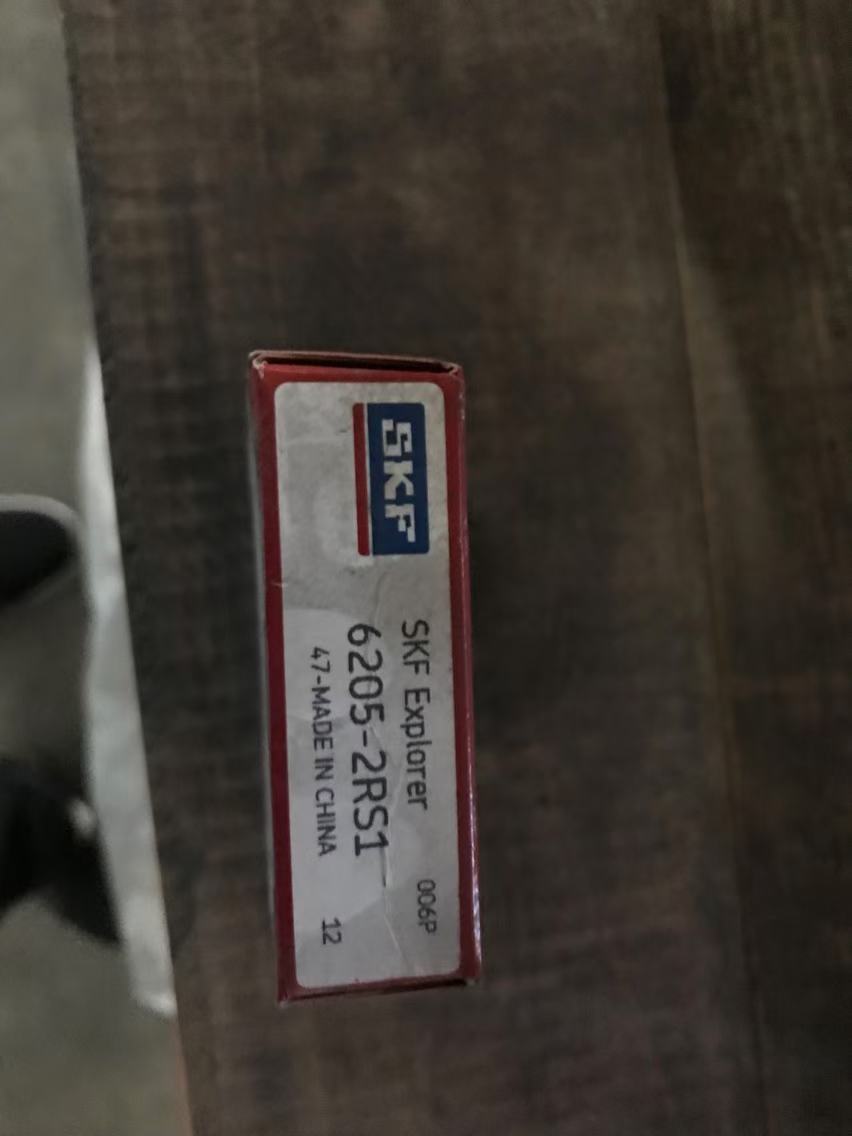 SKF
SKF Explorer 006P
6205-2RS1
47-MADE IN CHINA 12